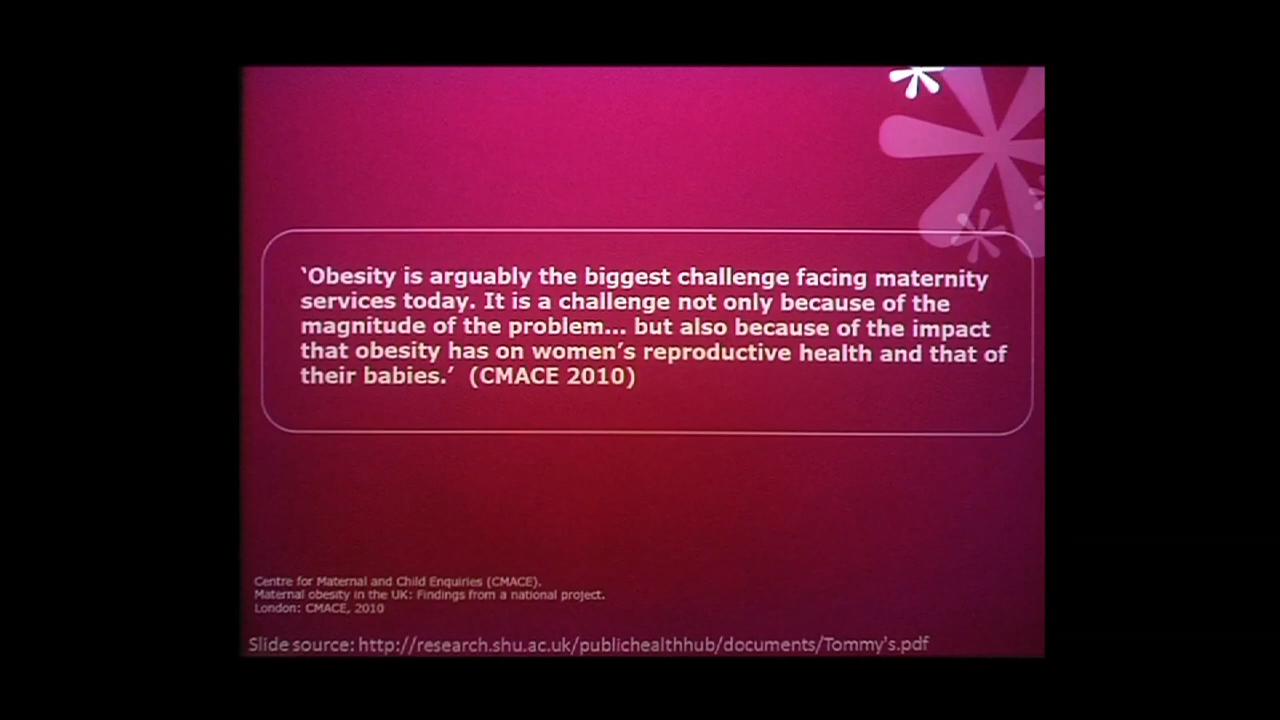 ‘Obesity is arguably the biggest challenge facing maternity
services today. It is a challenge not only because of the
magnitude of the problem... but also because of the impact
that obesity has on women’s reproductive health and that of
their babies.’ (CMACE 2010)
Centre for Maternal and Child Enquiries (CMACE).
Maternal obesity in the UK: Findings from a national project.
London: CMACE, 2010
Slide source: http://research.shu.ac.uk/publichealthhub/documents/Tommy's.pdf